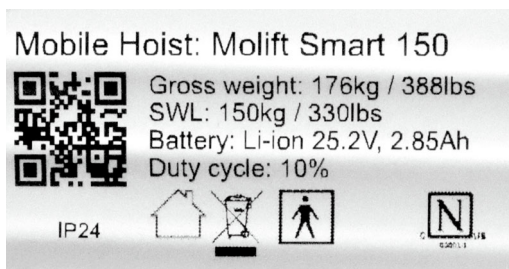 Mobile Hoist: Molift Smart 150
Gross weight: 176kg / 388lbs
SWL: 150kg / 330lbs
Battery: Li-ion 25.2V, 2.85Ah
Duty cycle: 10%
IP24
N